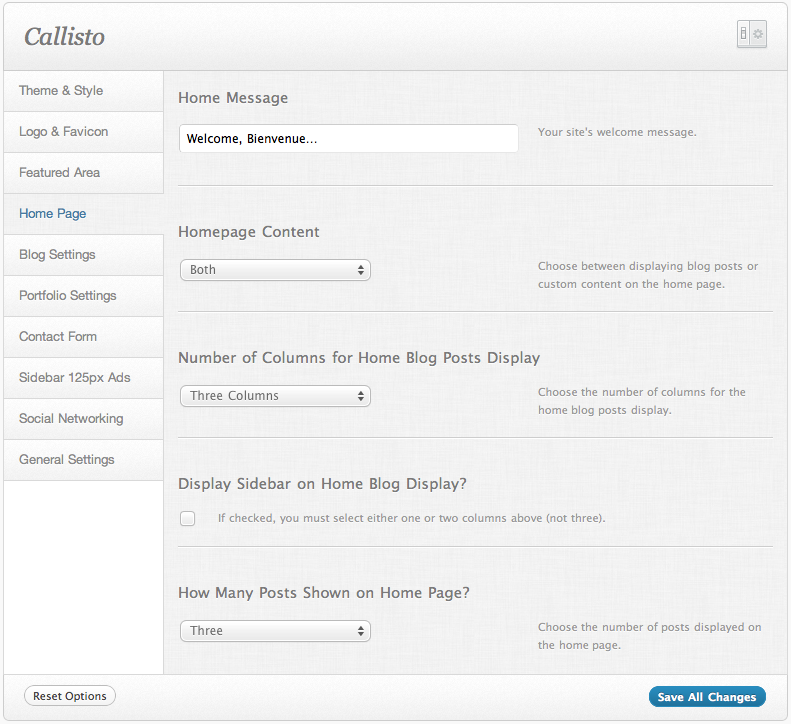 Callisto
Theme & Style
Logo & Favicon
Featured Area
Home Page
Blog Settings
Portfolio Settings
Contact Form
Sidebar 125px Ads
Social Networking
General Settings
Home Message
Welcome, Bienvenue...
Your site's welcome message.
Homepage Content
Both
Choose between displaying blog posts or
custom content on the home page.
Number of Columns for Home Blog Posts Display
Three Columns
Choose the number of columns for the
home blog posts display.
Display Sidebar on Home Blog Display?
If checked, you must select either one or two columns above (not three).
How Many Posts Shown on Home Page?
Three
Choose the number of posts displayed on
the home page.
Reset Options
Save All Changes